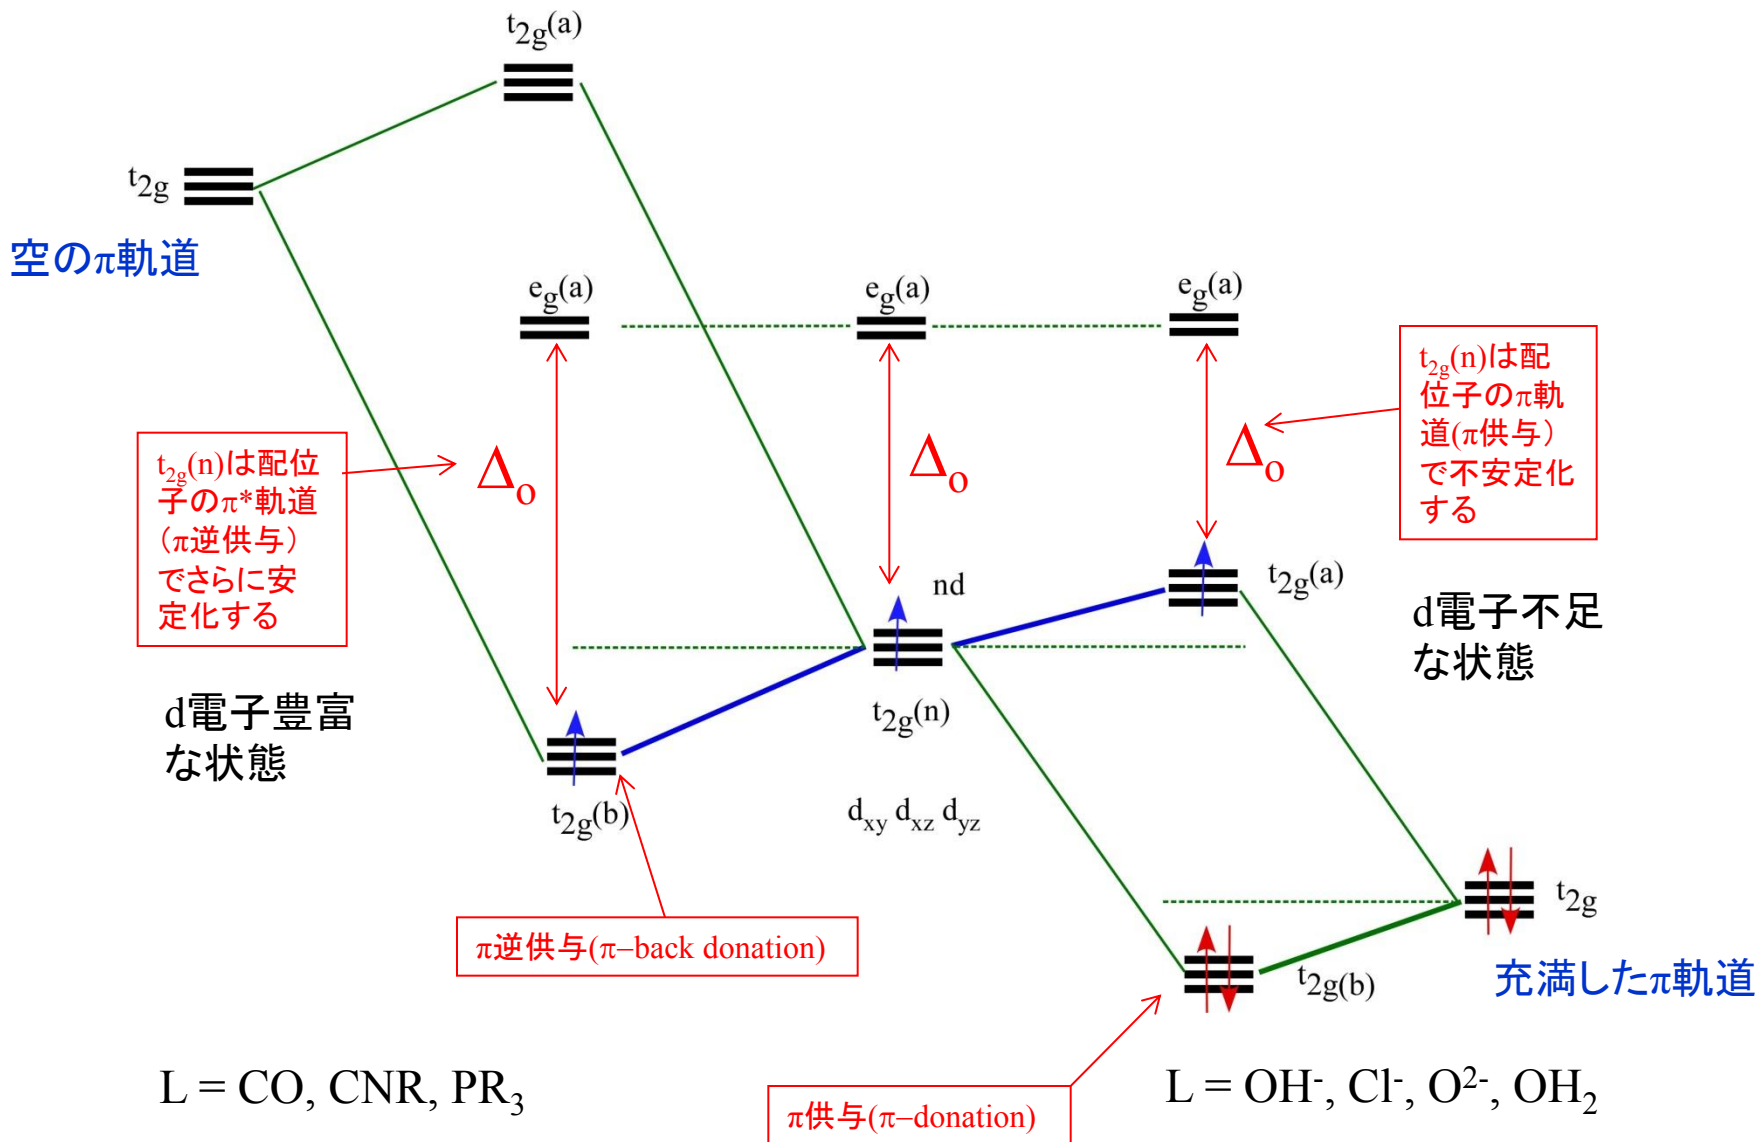 t2g(a)
t2g
空のπ軌道
eg(a)
eg(a)
eg(a)
t2g(n)は配
位子のπ軌
道(π供与)
で不安定化
する
t2g(n)は配位
子のπ*軌道
(π逆供与)
でさらに安
定化する
Δo
Δo
Δo
nd
t2g(a)
d電子不足
な状態
d電子豊富
な状態
t2g(n)
t2g(b)
dxy dxz dyz
t2g
π逆供与(π–back donation)
t2g(b)
充満したπ軌道
L = CO, CNR, PR3
L = OH-, Cl-, O2-, OH2
π供与(π–donation)